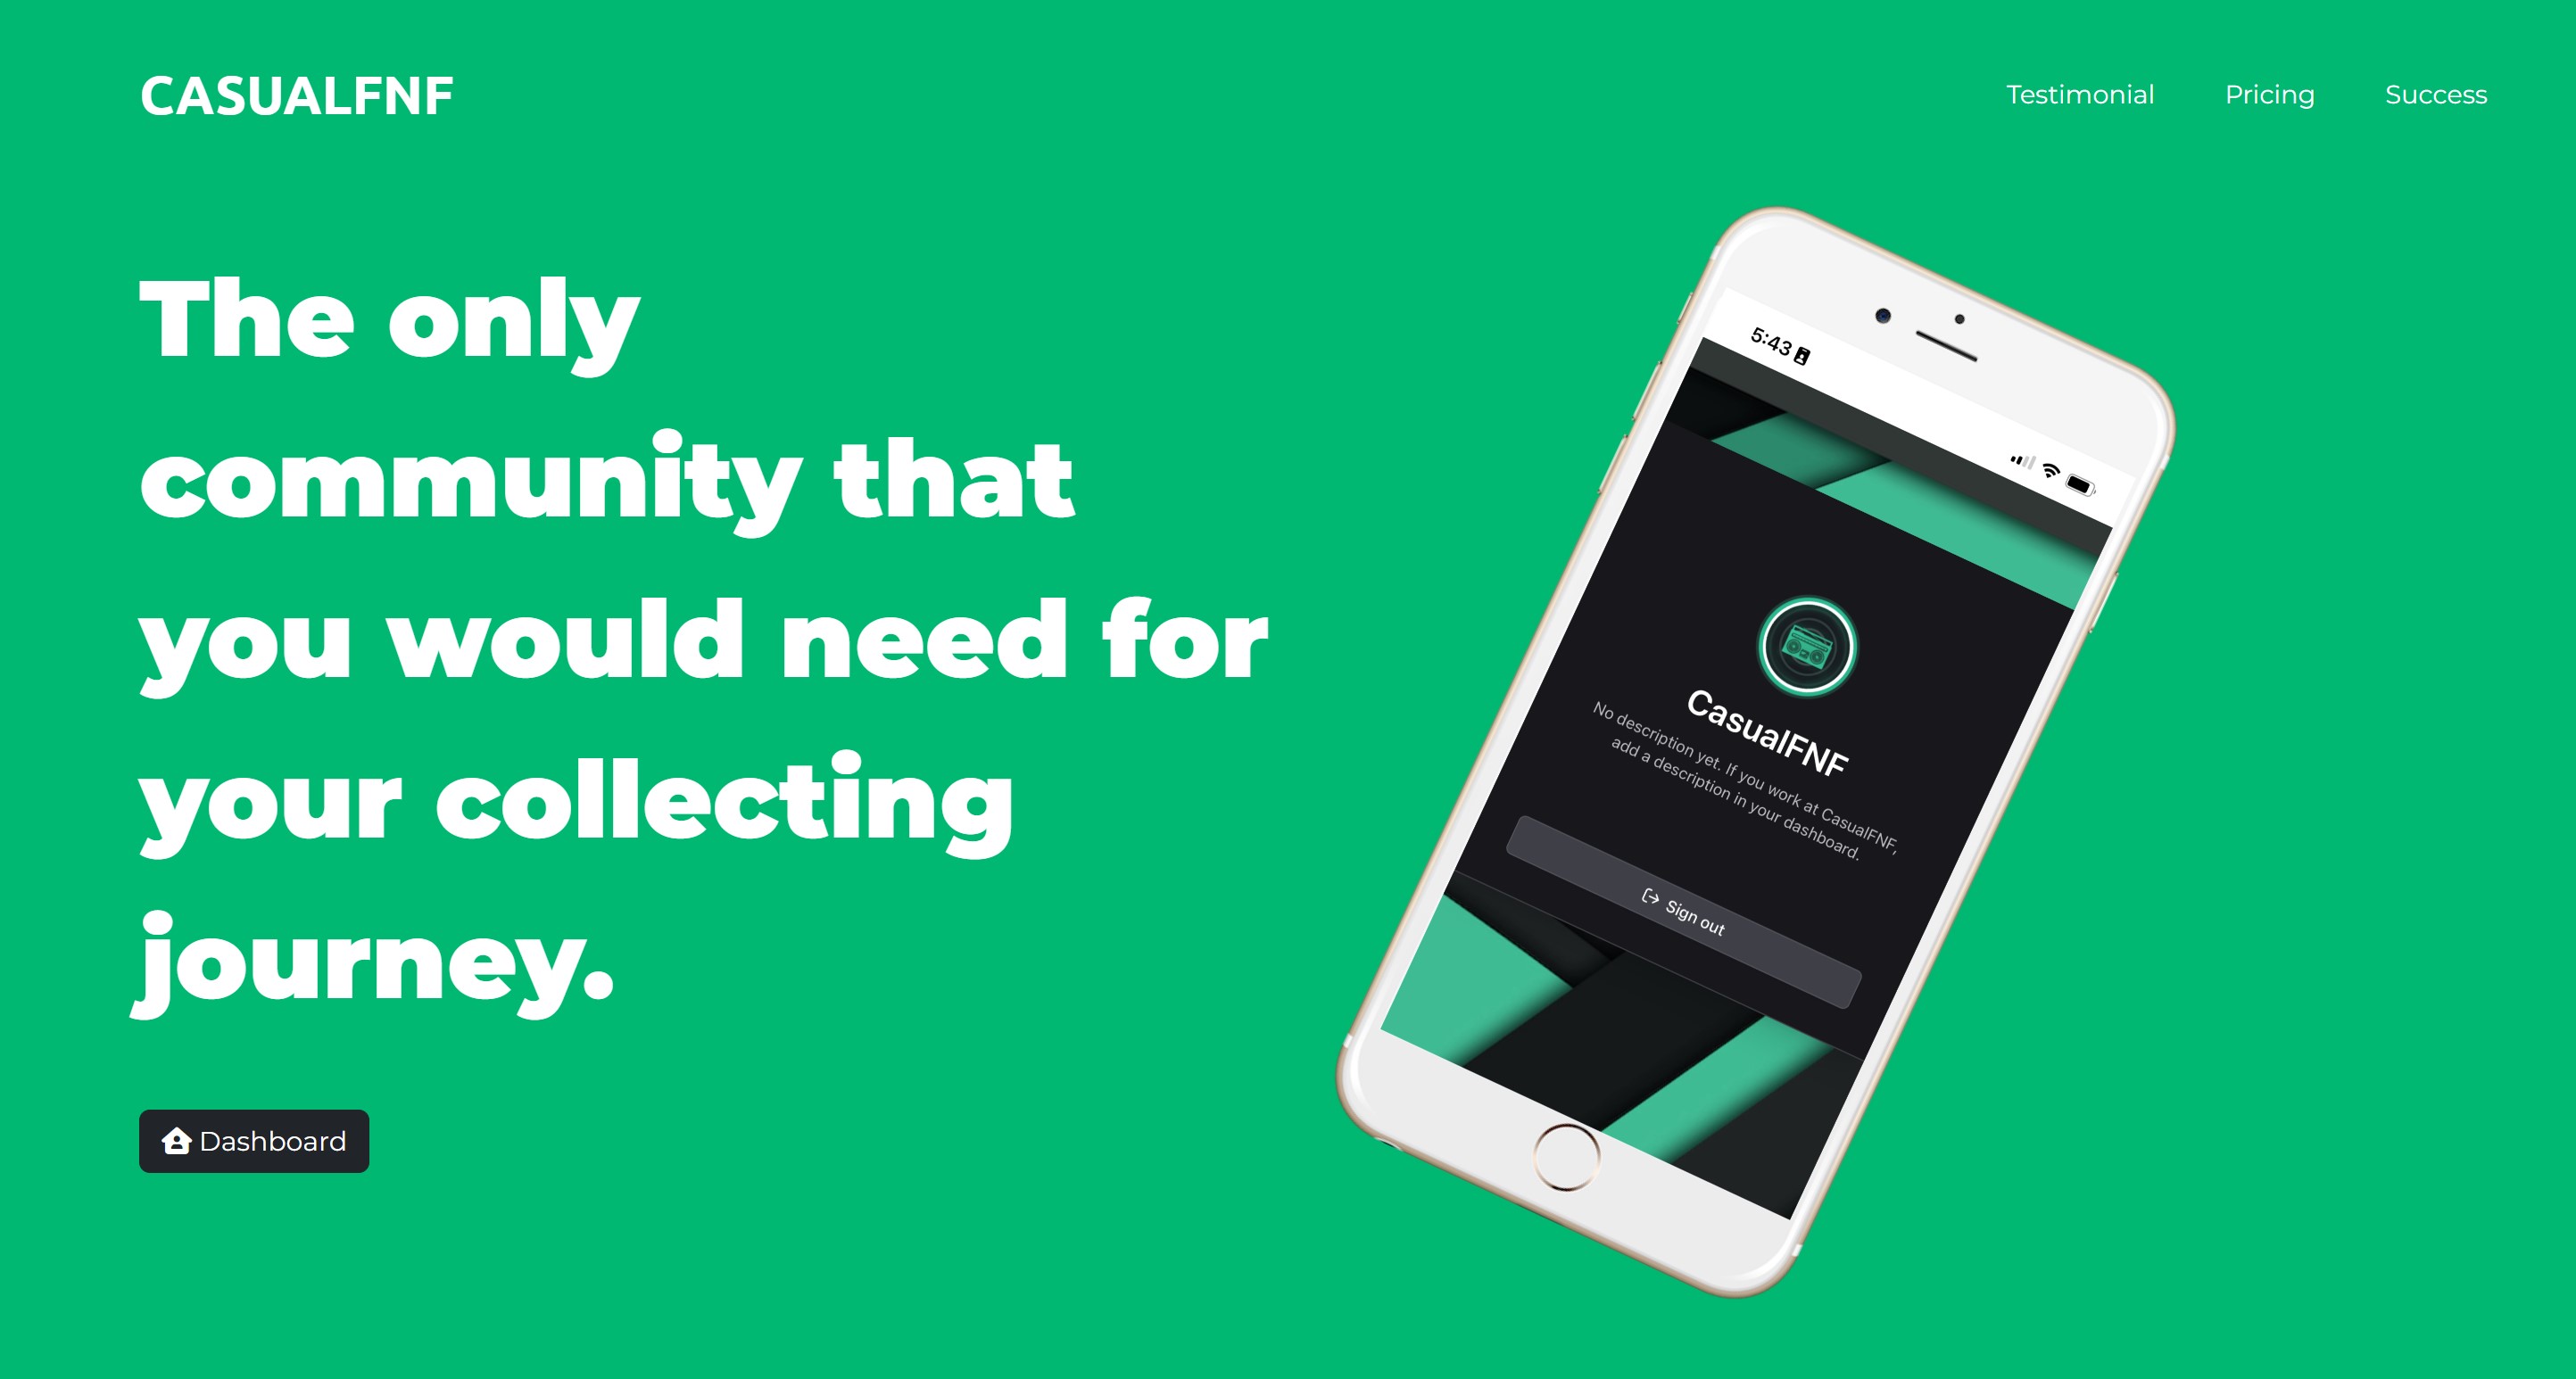 CASUALFNF
Testimonial
Pricing
Success
The only
community that
you would need for
your collecting
journey.
Dashboard
5:43
CasualFNF
No description yet. If you work at CasualFNF,
add a description in your dashboard.
Sign out